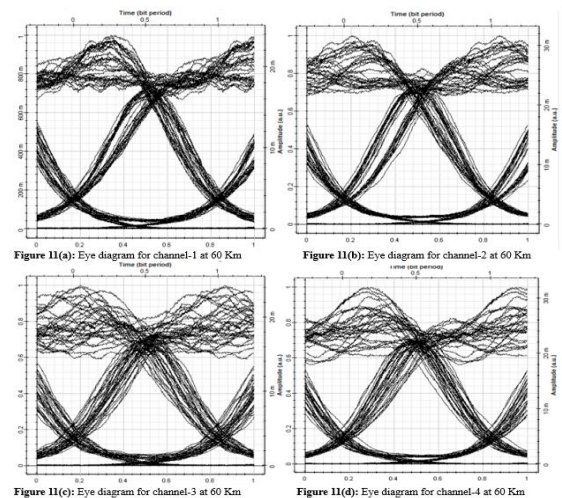 Time (bit period)
0 0.5 1
1
800 m
600 m
400 m
200 m
0
20 m
10 m
0
Amplitude (a.u.)
0 0.2 0.4 0.6 0.8 1
Figure 11(a): Eye diagram for channel-1 at 60 Km
Time (bit period)
0 0.5 1
1
0.8
0.6
0.4
0.2
0
30 m
20 m
10 m
0
Amplitude (a.u.)
0 0.2 0.4 0.6 0.8 1
Figure 11(b): Eye diagram for channel-2 at 60 Km
Time (bit period)
0 0.5 1
1
0.8
0.6
0.4
0.2
0
20 m
10 m
0
Amplitude (a.u.)
0 0.2 0.4 0.6 0.8 1
Figure 11(c): Eye diagram for channel-3 at 60 Km
Time (bit period)
0 0.5 1
1
0.8
0.6
0.4
0.2
0
30 m
20 m
10 m
0
Amplitude (a.u.)
0 0.2 0.4 0.6 0.8 1
Figure 11(d): Eye diagram for channel-4 at 60 Km